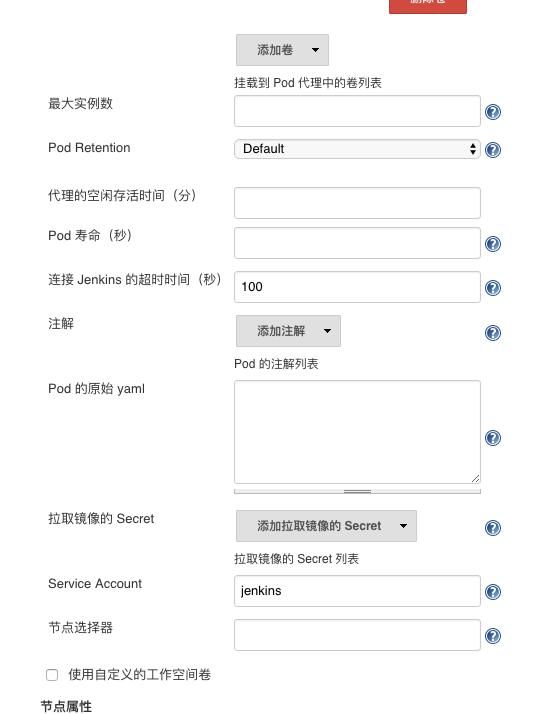 删除卷
添加卷
挂载到 Pod 代理中的卷列表
最大实例数
Pod Retention
Default
代理的空闲存活时间（分）
Pod 寿命（秒）
连接 Jenkins 的超时时间（秒）
100
注解
添加注解
Pod 的注解列表
Pod 的原始 yaml
拉取镜像的 Secret
添加拉取镜像的 Secret
拉取镜像的 Secret 列表
Service Account
jenkins
节点选择器
使用自定义的工作空间卷
节点属性